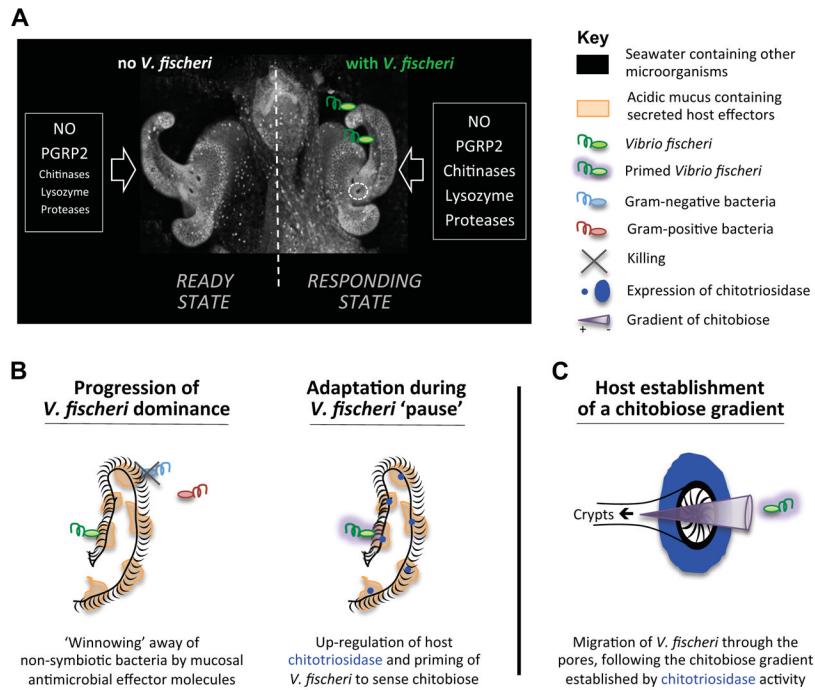 A
no V. fischeri
with V. fischeri
NO
PGRP2
Chitinases
Lysozyme
Proteases
NO
PGRP2
Chitinases
Lysozyme
Proteases
READY
STATE
RESPONDING
STATE
Key
Seawater containing other
microorganisms
Acidic mucus containing
secreted host effectors
Vibrio fischeri
Primed Vibrio fischeri
Gram-negative bacteria
Gram-positive bacteria
Killing
Expression of chitotriosidase
Gradient of chitobiose
+ -
B
Progression of
V. fischeri dominance
'Winnowing' away of
non-symbiotic bacteria by mucosal
antimicrobial effector molecules
Adaptation during
V. fischeri 'pause'
Up-regulation of host
chitotriosidase and priming of
V. fischeri to sense chitobiose
C
Host establishment
of a chitobiose gradient
Crypts
Migration of V. fischeri through the
pores, following the chitobiose gradient
established by chitotriosidase activity